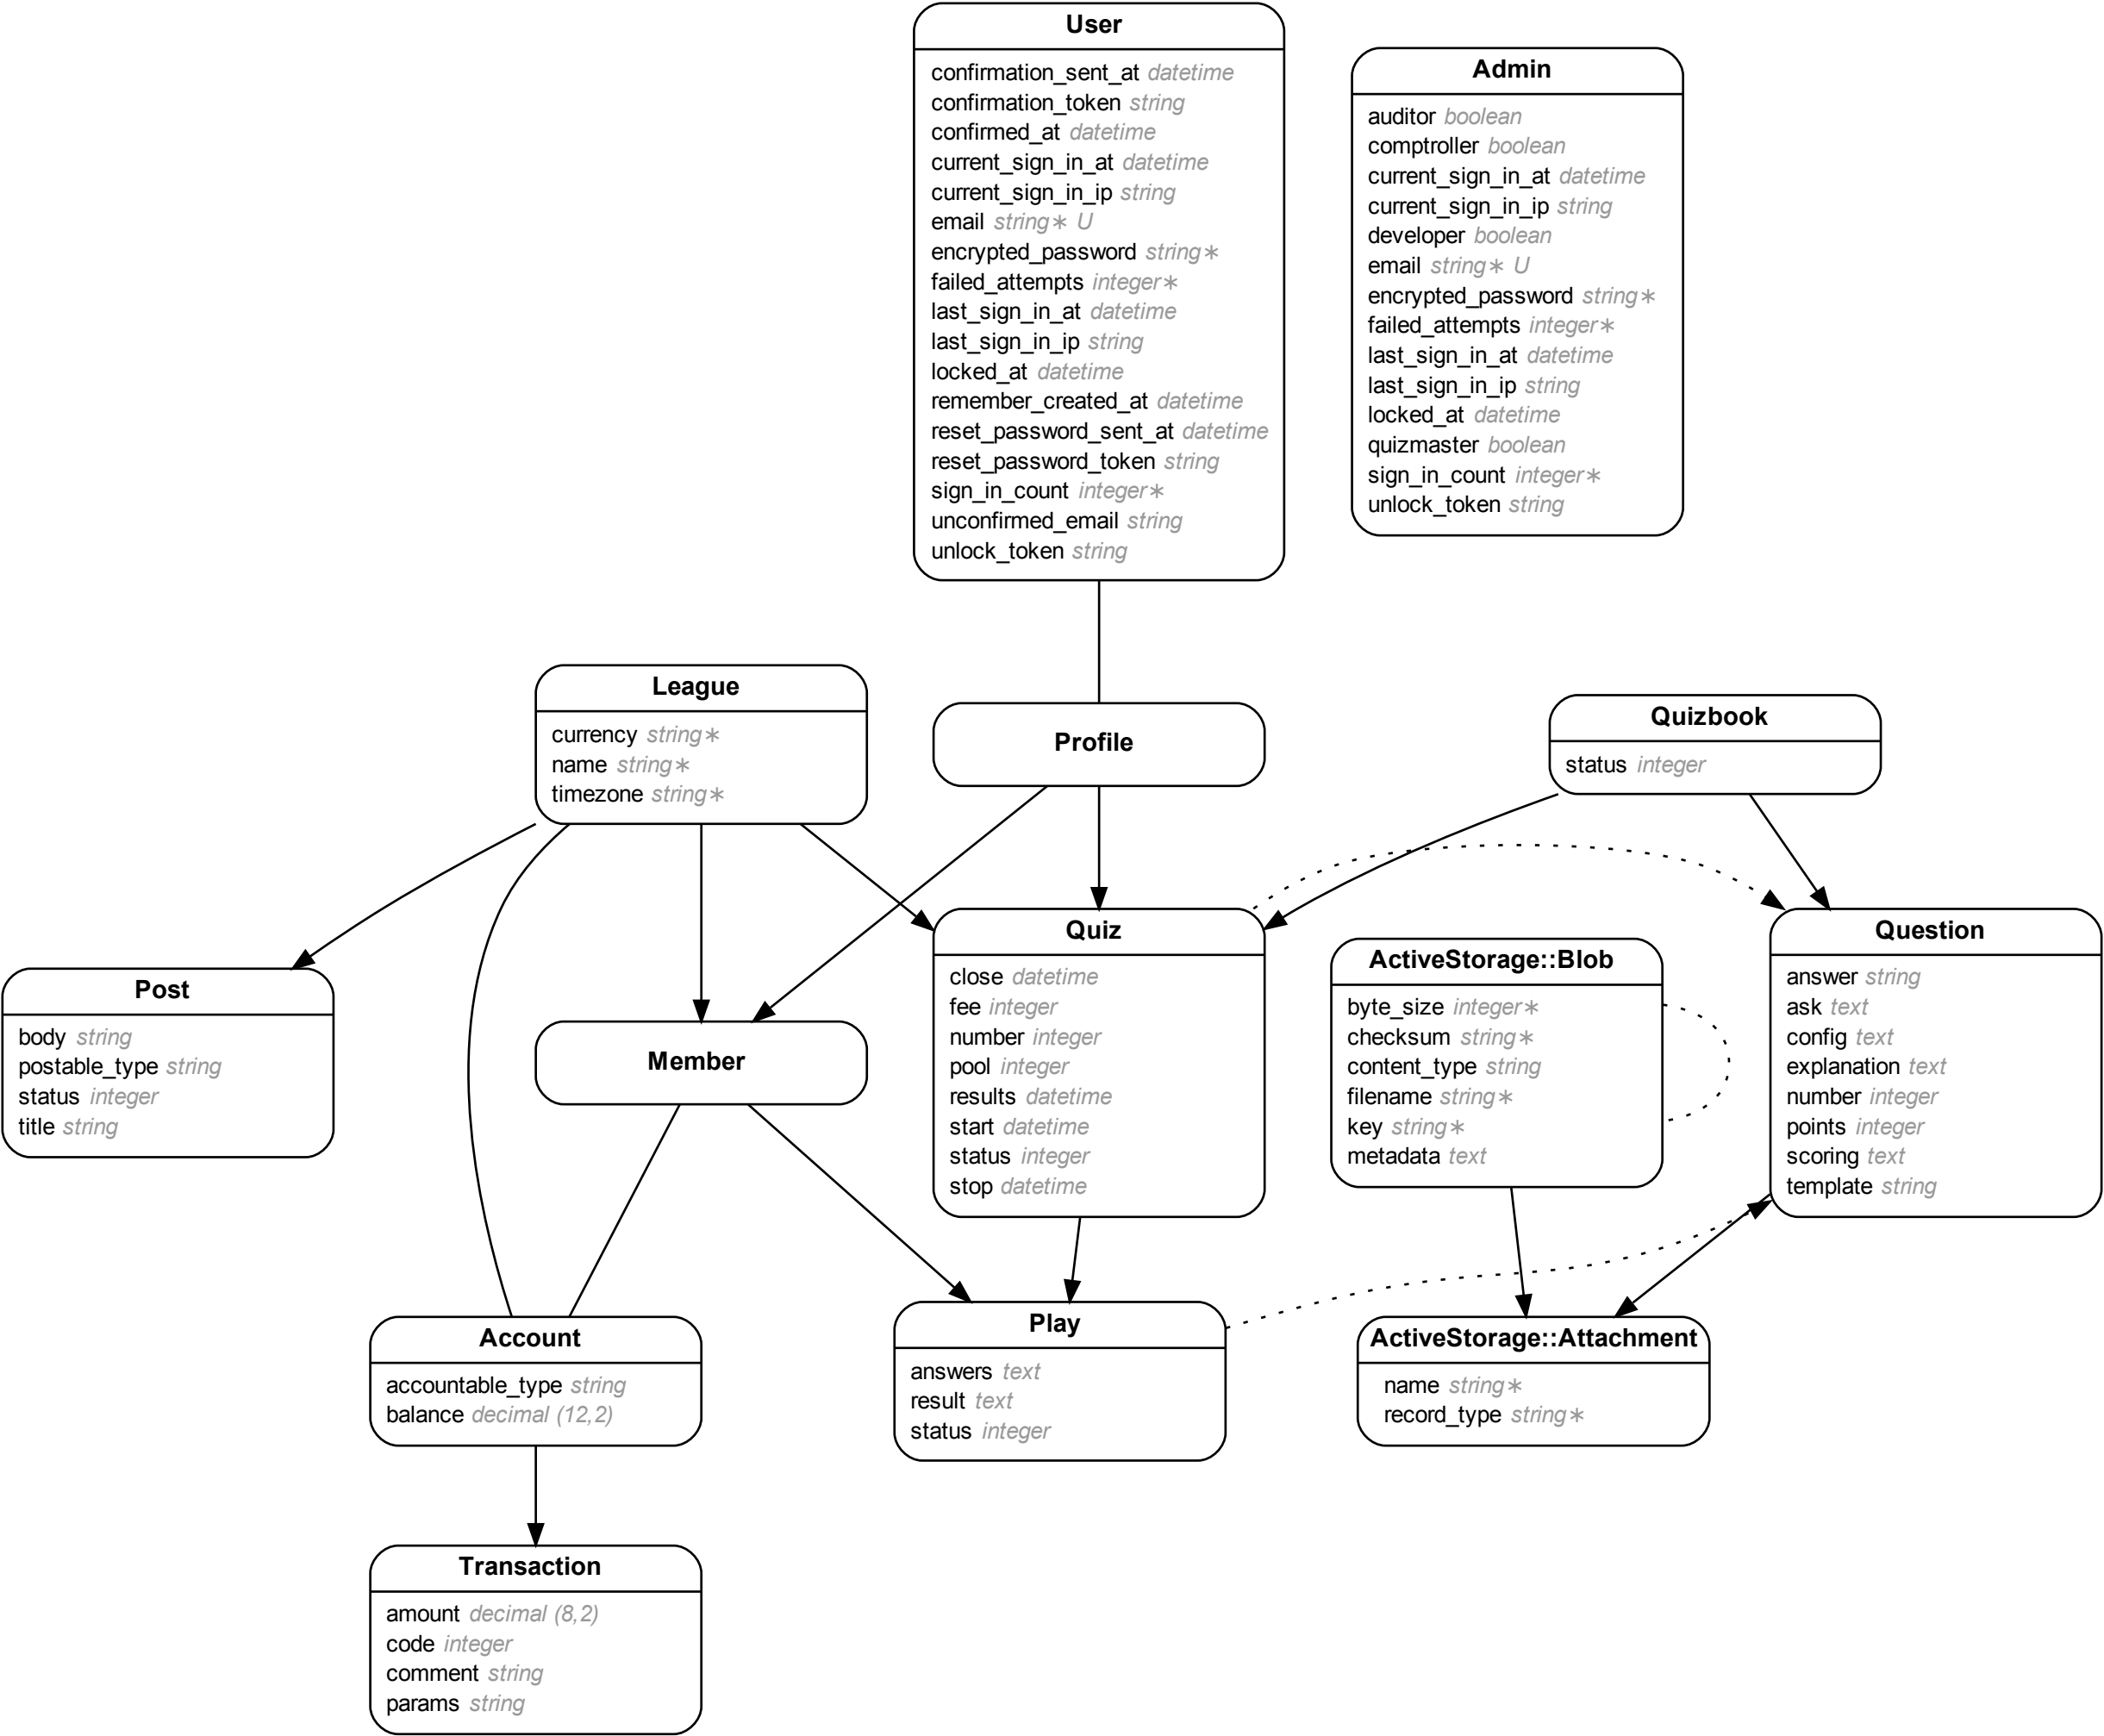 User
confirmation_sent_at datetime
confirmation_token string
confirmed_at datetime
current_sign_in_at datetime
current_sign_in_ip string
email string∗ U
encrypted_password string∗
failed_attempts integer∗
last_sign_in_at datetime
last_sign_in_ip string
locked_at datetime
remember_created_at datetime
reset_password_sent_at datetime
reset_password_token string
sign_in_count integer∗
unconfirmed_email string
unlock_token string
Admin
auditor boolean
comptroller boolean
current_sign_in_at datetime
current_sign_in_ip string
developer boolean
email string∗ U
encrypted_password string∗
failed_attempts integer∗
last_sign_in_at datetime
last_sign_in_ip string
locked_at datetime
quizmaster boolean
sign_in_count integer∗
unlock_token string
League
currency string∗
name string∗
timezone string∗
Profile
Quizbook
status integer
Post
body string
postable_type string
status integer
title string
Member
Quiz
close datetime
fee integer
number integer
pool integer
results datetime
start datetime
status integer
stop datetime
ActiveStorage::Blob
byte_size integer∗
checksum string∗
content_type string
filename string∗
key string∗
metadata text
Question
answer string
ask text
config text
explanation text
number integer
points integer
scoring text
template string
Account
accountable_type string
balance decimal (12,2)
Play
answers text
result text
status integer
ActiveStorage::Attachment
name string∗
record_type string∗
Transaction
amount decimal (8,2)
code integer
comment string
params string